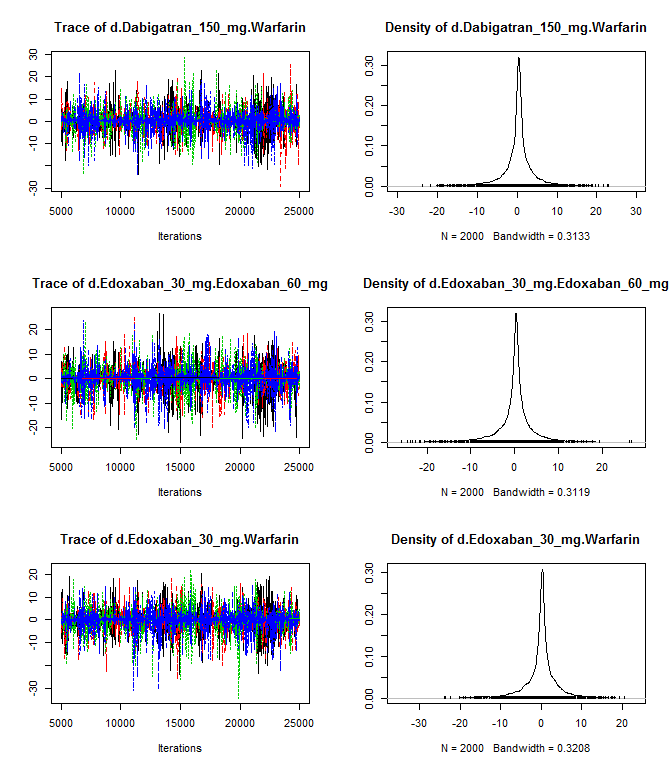 Trace of d.Dabigatran_150_mg.Warfarin
30
20
10
0
-10
-30
5000 10000 15000 20000 25000
Iterations
Density of d.Dabigatran_150_mg.Warfarin
0.30
0.20
0.10
0.00
-30 -20 -10 0 10 20 30
N = 2000 Bandwidth = 0.3133
Trace of d.Edoxaban_30_mg.Edoxaban_60_mg
20
10
0
-10
-20
5000 10000 15000 20000 25000
Iterations
Density of d.Edoxaban_30_mg.Edoxaban_60_mg
0.30
0.20
0.10
0.00
-20 -10 0 10 20
N = 2000 Bandwidth = 0.3119
Trace of d.Edoxaban_30_mg.Warfarin
20
10
0
-10
-30
5000 10000 15000 20000 25000
Iterations
Density of d.Edoxaban_30_mg.Warfarin
0.30
0.20
0.10
0.00
-30 -20 -10 0 10 20
N = 2000 Bandwidth = 0.3208